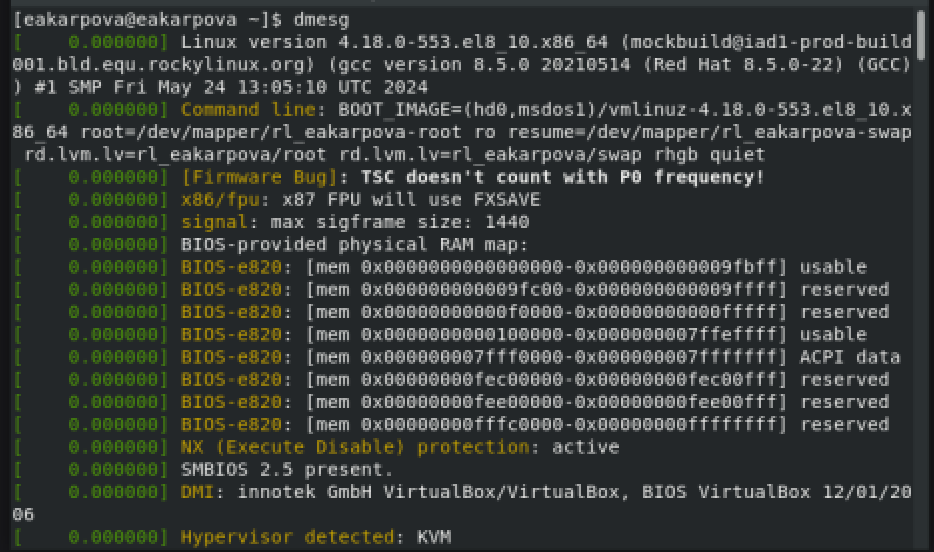 [eakarpova@eakarpova ~]$ dmesg
[    0.000000] Linux version 4.18.0-553.el8_10.x86_64 (mockbuild@iad1-prod-build
001.bld.equ.rockylinux.org) (gcc version 8.5.0 20210514 (Red Hat 8.5.0-22) (GCC)
) #1 SMP Fri May 24 13:05:10 UTC 2024
[    0.000000] Command line: BOOT_IMAGE=(hd0,msdos1)/vmlinuz-4.18.0-553.el8_10.x
86_64 root=/dev/mapper/rl_eakarpova-root ro resume=/dev/mapper/rl_eakarpova-swap
 rd.lvm.lv=rl_eakarpova/root rd.lvm.lv=rl_eakarpova/swap rhgb quiet
[    0.000000] [Firmware Bug]: TSC doesn't count with P0 frequency!
[    0.000000] x86/fpu: x87 FPU will use FXSAVE
[    0.000000] signal: max sigframe size: 1440
[    0.000000] BIOS-provided physical RAM map:
[    0.000000] BIOS-e820: [mem 0x0000000000000000-0x000000000009fbff] usable
[    0.000000] BIOS-e820: [mem 0x000000000009fc00-0x000000000009ffff] reserved
[    0.000000] BIOS-e820: [mem 0x00000000000f0000-0x00000000000fffff] reserved
[    0.000000] BIOS-e820: [mem 0x0000000000100000-0x000000007ffeffff] usable
[    0.000000] BIOS-e820: [mem 0x000000007fff0000-0x000000007fffffff] ACPI data
[    0.000000] BIOS-e820: [mem 0x00000000fec00000-0x00000000fec00fff] reserved
[    0.000000] BIOS-e820: [mem 0x00000000fee00000-0x00000000fee00fff] reserved
[    0.000000] BIOS-e820: [mem 0x00000000fffc0000-0x00000000ffffffff] reserved
[    0.000000] NX (Execute Disable) protection: active
[    0.000000] SMBIOS 2.5 present.
[    0.000000] DMI: innotek GmbH VirtualBox/VirtualBox, BIOS VirtualBox 12/01/20
06
[    0.000000] Hypervisor detected: KVM